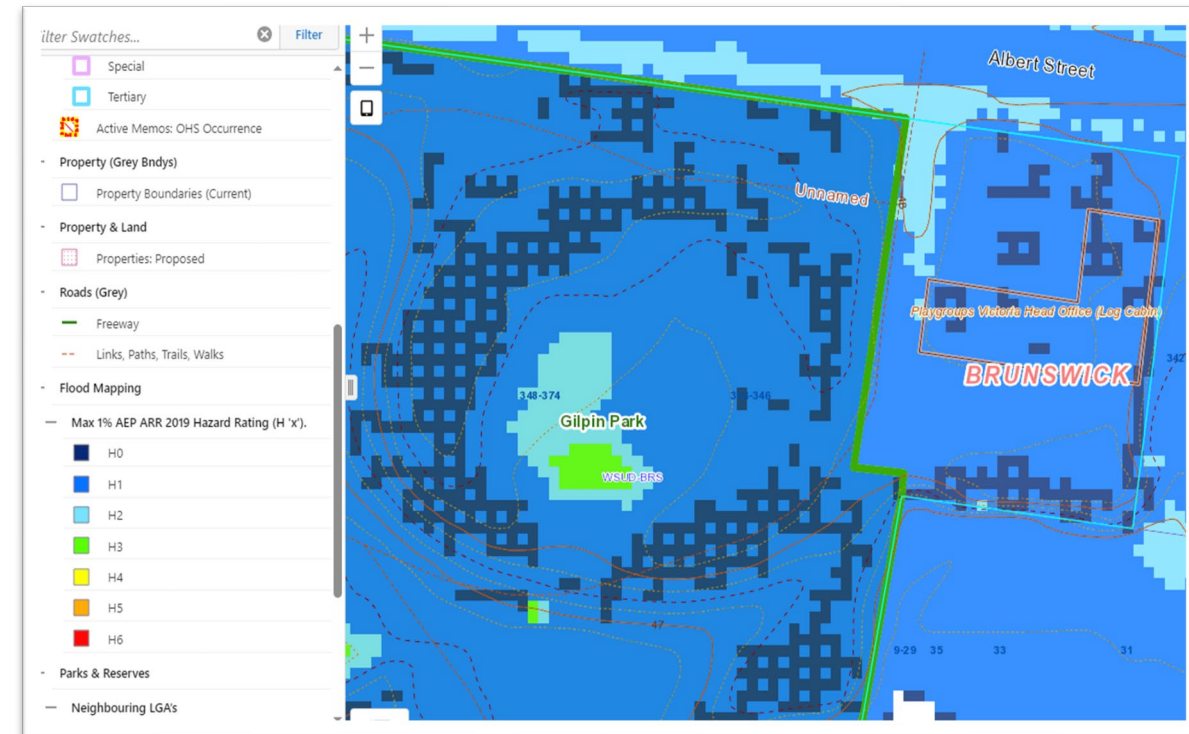 ilter Swatches...
Filter
Special
Tertiary
Active Memos: OHS Occurrence
- Property (Grey Bndys)
Property Boundaries (Current)
- Property & Land
Properties: Proposed
- Roads (Grey)
Freeway
Links, Paths, Trails, Walks
- Flood Mapping
— Max 1% AEP ARR 2019 Hazard Rating (H 'x').
H0
H1
H2
H3
H4
H5
H6
- Parks & Reserves
— Neighbouring LGA's
Albert Street
Unnamed
Playgroups Victoria Head Office (Log Cabin)
342
BRUNSWICK
348-374
Gilpin Park
WSUD-BRS
47
9-29
35
33
31